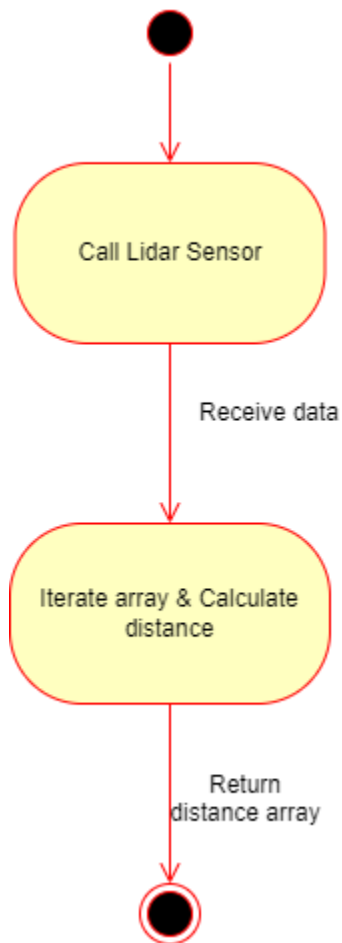 Call Lidar Sensor
Receive data
Iterate array & Calculate
distance
Return
distance array